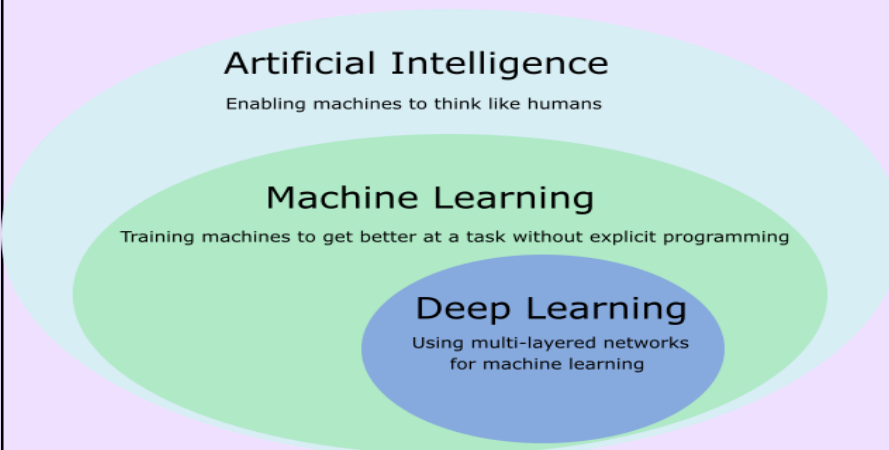 Artificial Intelligence
Enabling machines to think like humans
Machine Learning
Training machines to get better at a task without explicit programming
Deep Learning
Using multi-layered networks
for machine learning